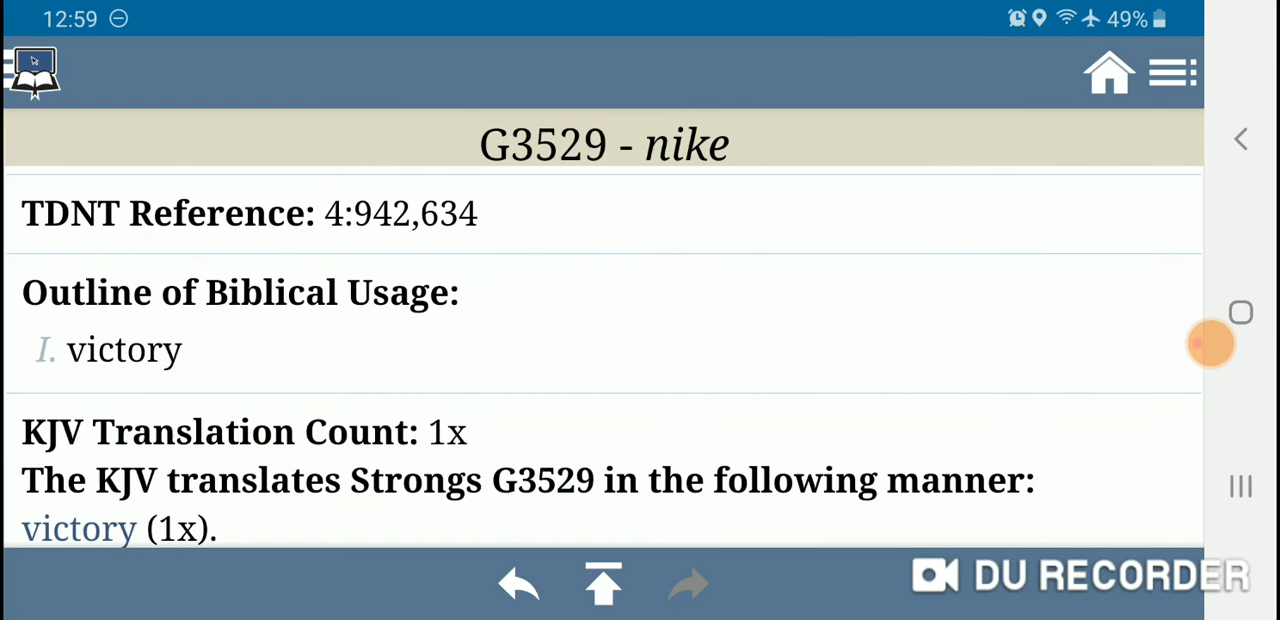 12:59
49%
G3529 - nike
TDNT Reference: 4:942,634
Outline of Biblical Usage:
I. victory
KJV Translation Count: 1x
The KJV translates Strongs G3529 in the following manner:
victory (1x).
DU RECORDER